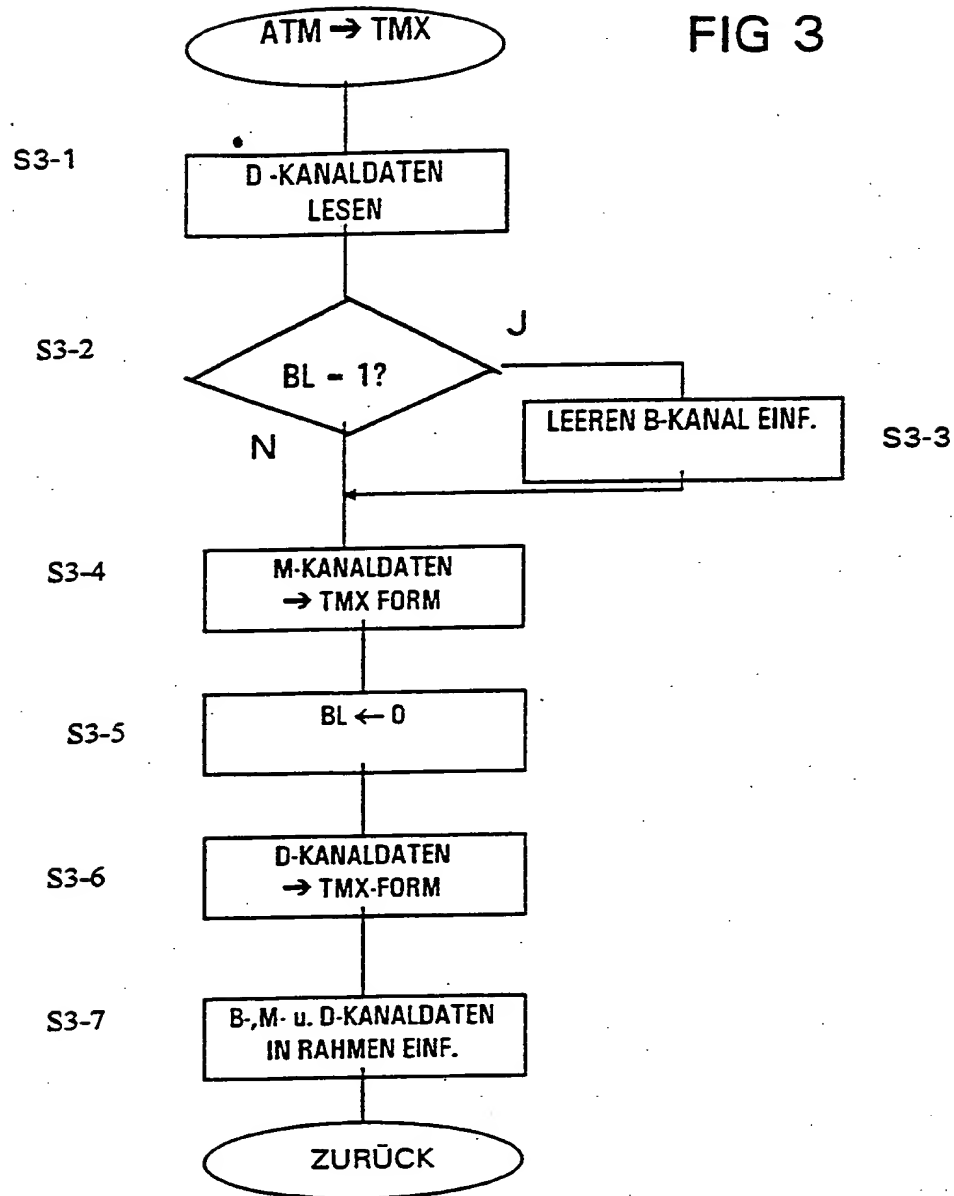 ATM → TMX
FIG 3
S3-1
D-KANALDATEN
LESEN
S3-2
BL - 1?
J
N
LEEREN B-KANAL EINF.
S3-3
S3-4
M-KANALDATEN
→ TMX FORM
S3-5
BL ← 0
S3-6
D-KANALDATEN
→ TMX-FORM
S3-7
B-,M- u. D-KANALDATEN
IN RAHMEN EINF.
ZURÜCK